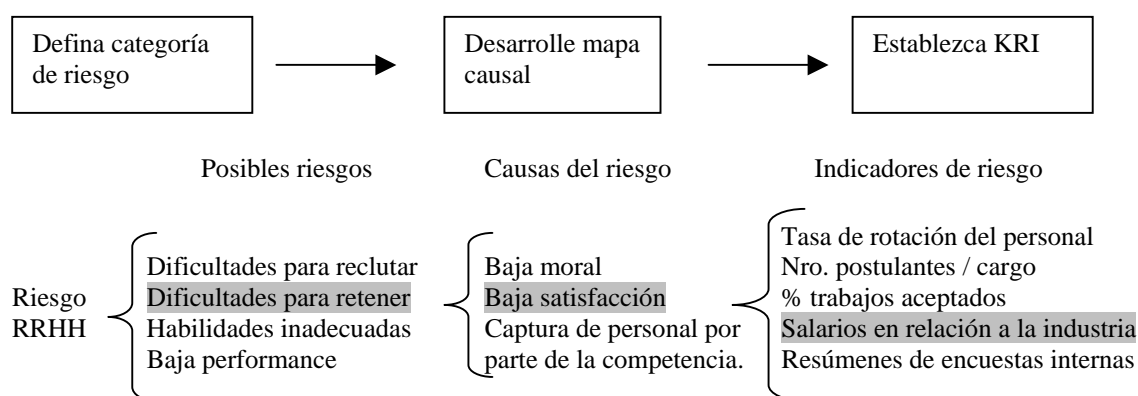 Defina categoría
de riesgo
Desarrolle mapa
causal
Establezca KRI
Posibles riesgos
Causas del riesgo
Indicadores de riesgo
Riesgo
RRHH
Dificultades para reclutar
Dificultades para retener
Habilidades inadecuadas
Baja performance
Baja moral
Baja satisfacción
Captura de personal por
parte de la competencia.
Tasa de rotación del personal
Nro. postulantes / cargo
% trabajos aceptados
Salarios en relación a la industria
Resúmenes de encuestas internas